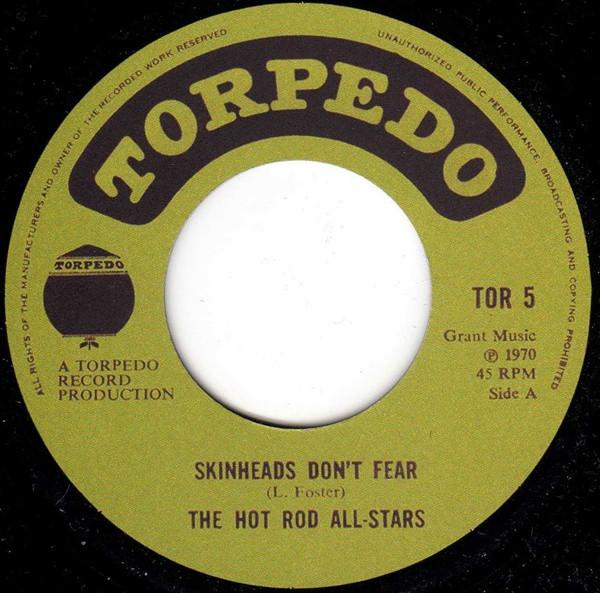 ALL RIGHTS OF THE MANUFACTURERS AND OWNER OF THE RECORDED WORK RESERVED
UNAUTHORIZED PUBLIC PERFORMANCE, BROADCASTING AND COPYING PROHIBITED
TORPEDO
TORPEDO
A TORPEDO
RECORD
PRODUCTION
TOR 5
Grant Music
℗ 1970
45 RPM
Side A
SKINHEADS DON'T FEAR
(L. Foster)
THE HOT ROD ALL-STARS